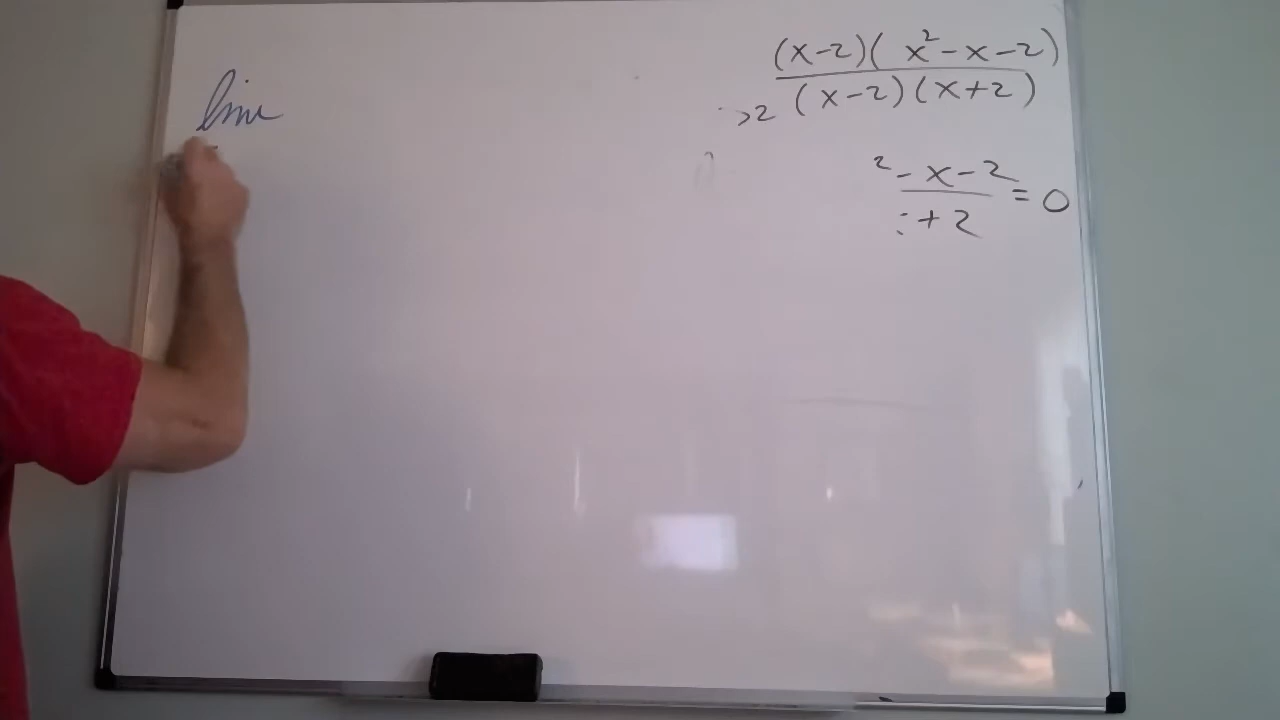 lim
(x-2)(x²-x-2)
(x-2)(x+2)
>2
²-x-2
+2
=0